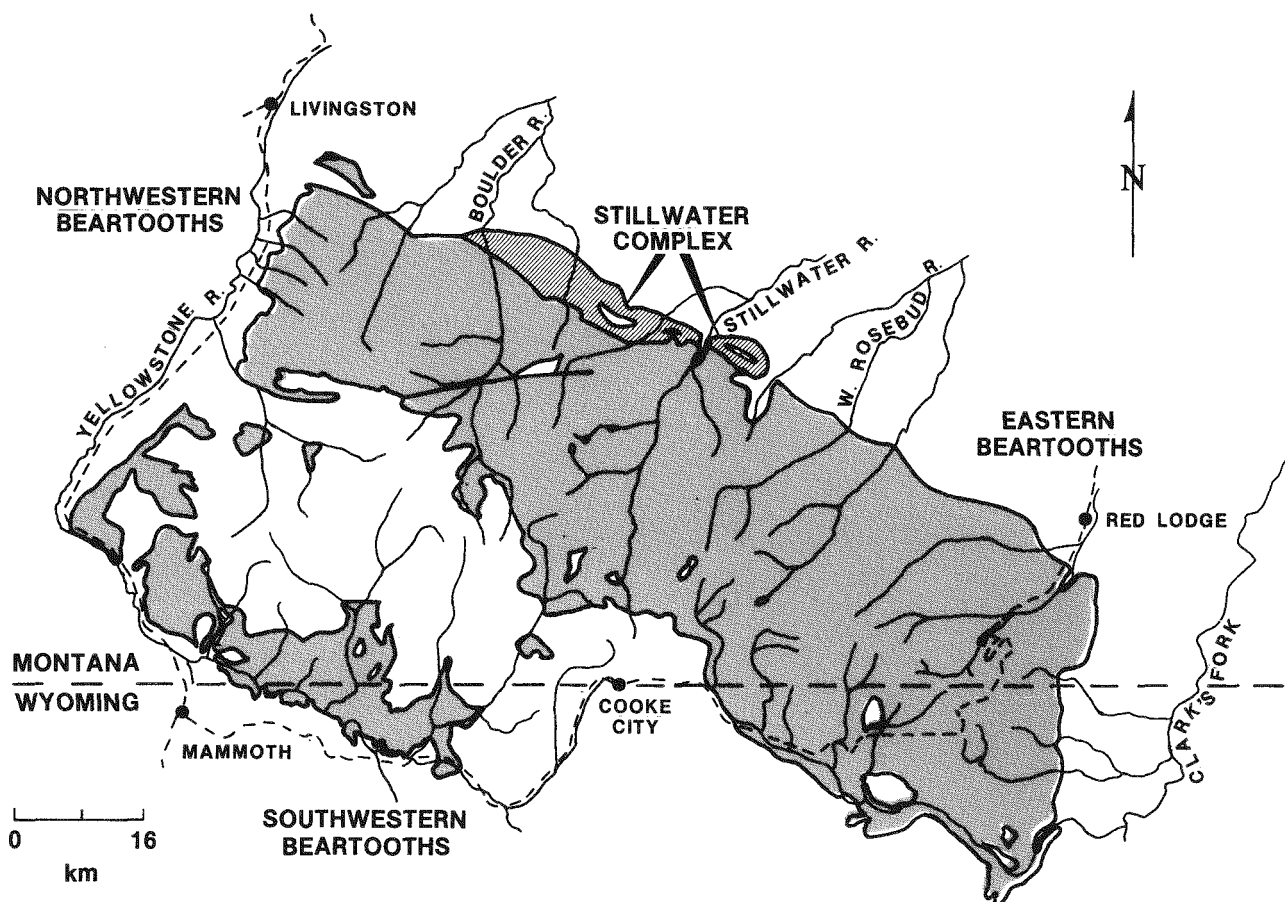 LIVINGSTON
NORTHWESTERN
BEARTOOTHS
BOULDER R.
STILLWATER
COMPLEX
N
STILLWATER R.
W. ROSEBUD R.
YELLOWSTONE R.
EASTERN
BEARTOOTHS
RED LODGE
MONTANA
WYOMING
COOKE
CITY
MAMMOTH
CLARK'S FORK
SOUTHWESTERN
BEARTOOTHS
0 16
km